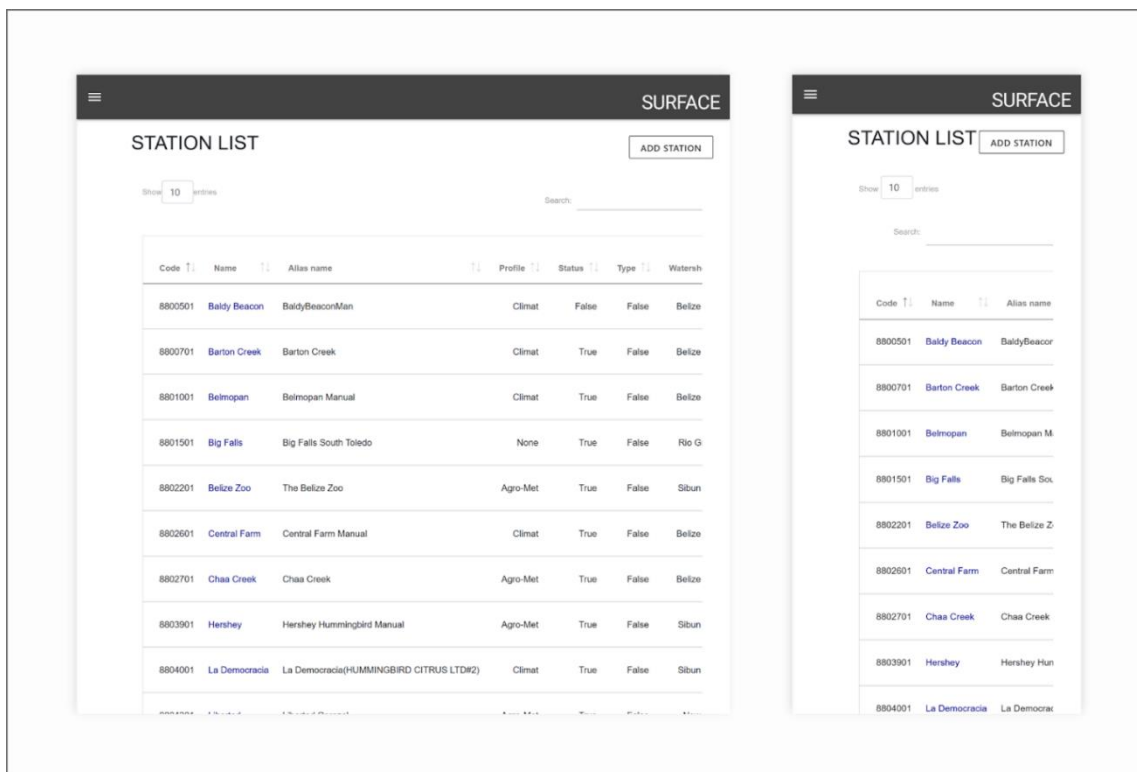 SURFACE
STATION LIST
ADD STATION
Show 10 entries
Search:
Code Name Alias name Profile Status Type Watersh
8800501 Baldy Beacon BaldyBeaconMan Climat False False Belize
8800701 Barton Creek Barton Creek Climat True False Belize
8801001 Belmopan Belmopan Manual Climat True False Belize
8801501 Big Falls Big Falls South Toledo None True False Rio G
8802201 Belize Zoo The Belize Zoo Agro-Met True False Sibun
8802601 Central Farm Central Farm Manual Climat True False Belize
8802701 Chaa Creek Chaa Creek Agro-Met True False Belize
8803901 Hershey Hershey Hummingbird Manual Agro-Met True False Sibun
8804001 La Democracia La Democracia(HUMMINGBIRD CITRUS LTD#2) Climat True False Sibun
SURFACE
STATION LIST
ADD STATION
Show 10 entries
Search:
Code Name Alias name
8800501 Baldy Beacon BaldyBeacor
8800701 Barton Creek Barton Creek
8801001 Belmopan Belmopan M
8801501 Big Falls Big Falls Sou
8802201 Belize Zoo The Belize Z
8802601 Central Farm Central Farm
8802701 Chaa Creek Chaa Creek
8803901 Hershey Hershey Hun
8804001 La Democracia La Democrac